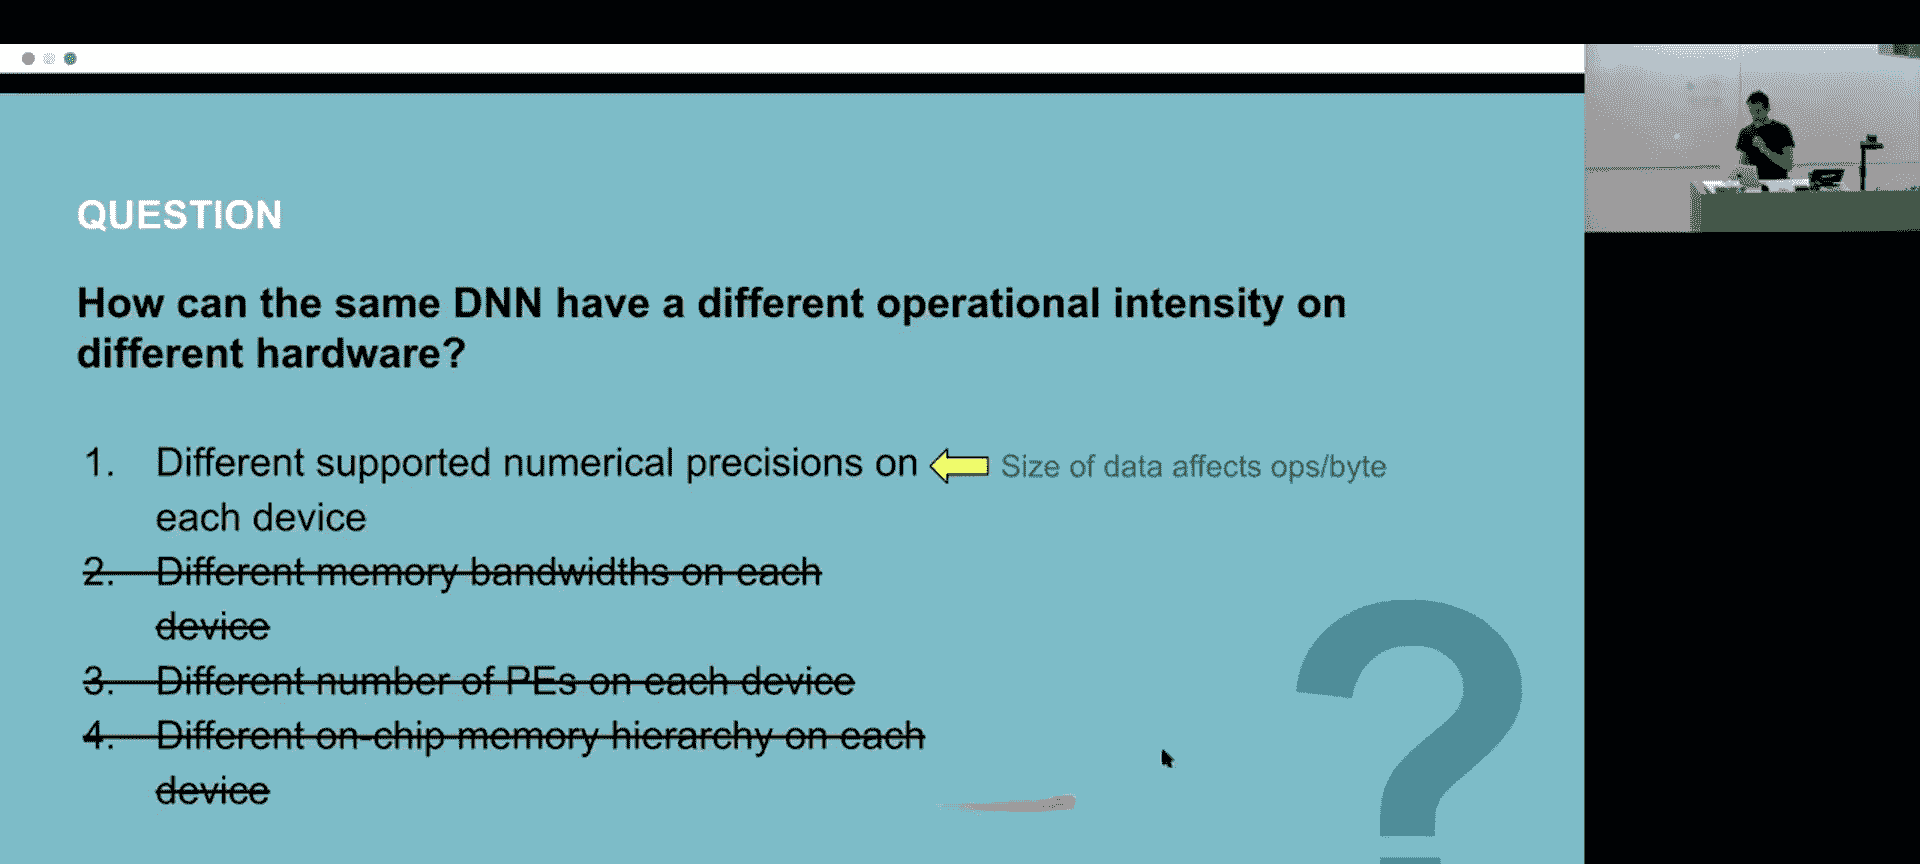 QUESTION
How can the same DNN have a different operational intensity on
different hardware?
1. Different supported numerical precisions on
each device
Size of data affects ops/byte
2. Different memory bandwidths on each
device
3. Different number of PEs on each device
4. Different on-chip memory hierarchy on each
device
?